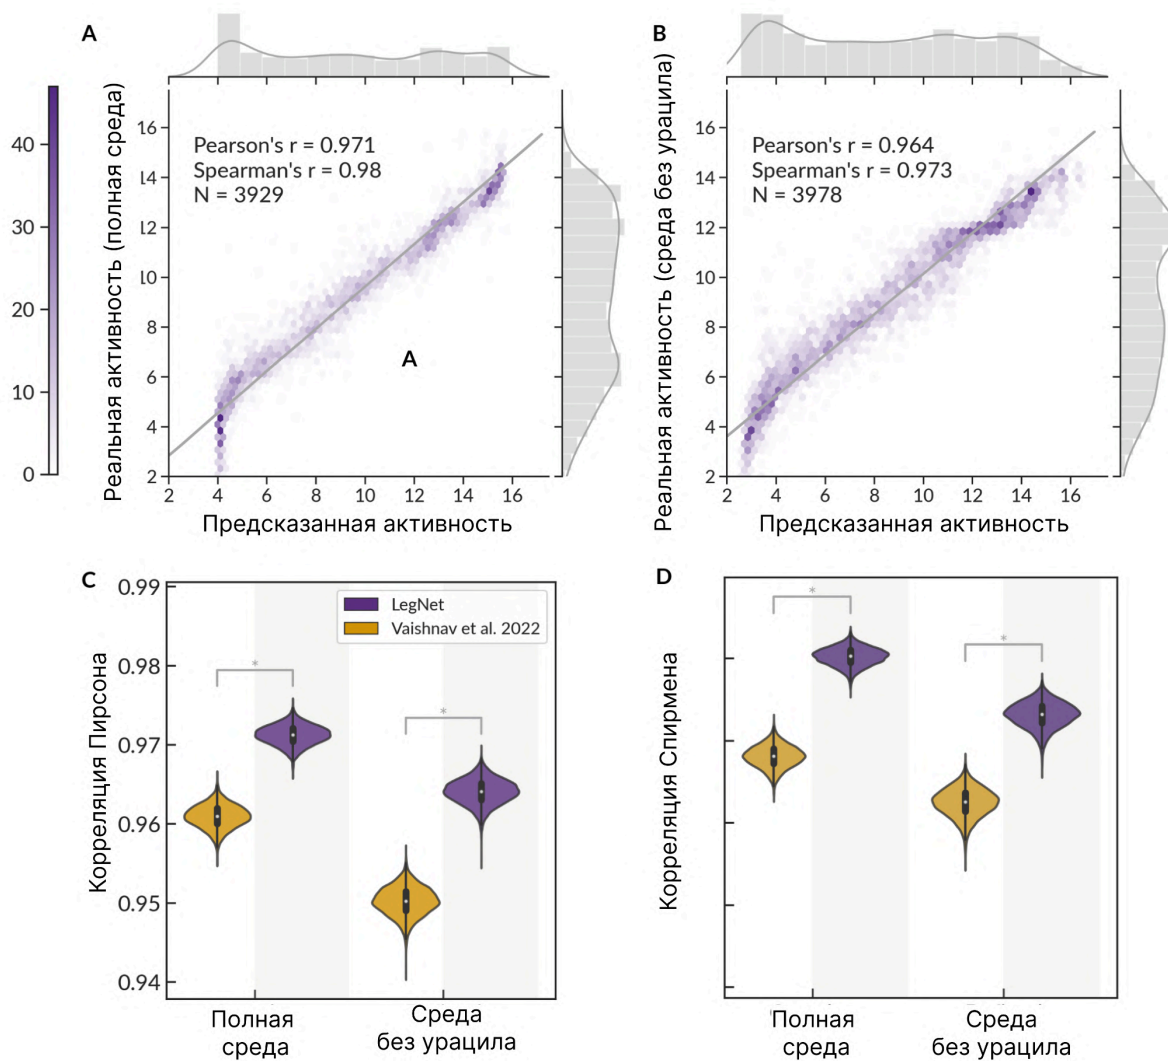 A
B
40
30
20
10
0
Реальная активность (полная среда)
16
14
12
10
8
6
4
2
Pearson's r = 0.971
Spearman's r = 0.98
N = 3929
A
2 4 6 8 10 12 14 16
Предсказанная активность
Реальная активность (среда без урацила)
16
14
12
10
8
6
4
2
Pearson's r = 0.964
Spearman's r = 0.973
N = 3978
2 4 6 8 10 12 14 16
Предсказанная активность
C
Корреляция Пирсона
0.99
0.98
0.97
0.96
0.95
0.94
LegNet
Vaishnav et al. 2022
*
*
Полная
среда
Среда
без урацила
D
Корреляция Спирмена
*
*
Полная
среда
Среда
без урацила